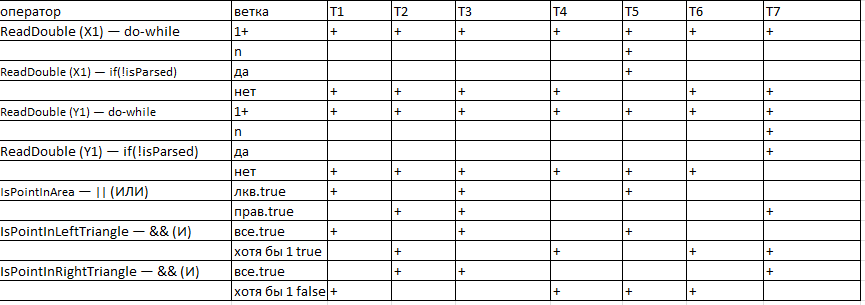 оператор ветка T1 T2 T3 T4 T5 T6 T7
ReadDouble (X1) — do-while 1+ + + + + + + +
n +
ReadDouble (X1) — if(!isParsed) да +
нет + + + + + +
ReadDouble (Y1) — do-while 1+ + + + + + + +
n +
ReadDouble (Y1) — if(!isParsed) да +
нет + + + + + +
IsPointInArea — || (ИЛИ) лкв.true + + +
прав.true + + +
IsPointInLeftTriangle — && (И) все.true + + +
хотя бы 1 true + + + +
IsPointInRightTriangle — && (И) все.true + + +
хотя бы 1 false + + + +